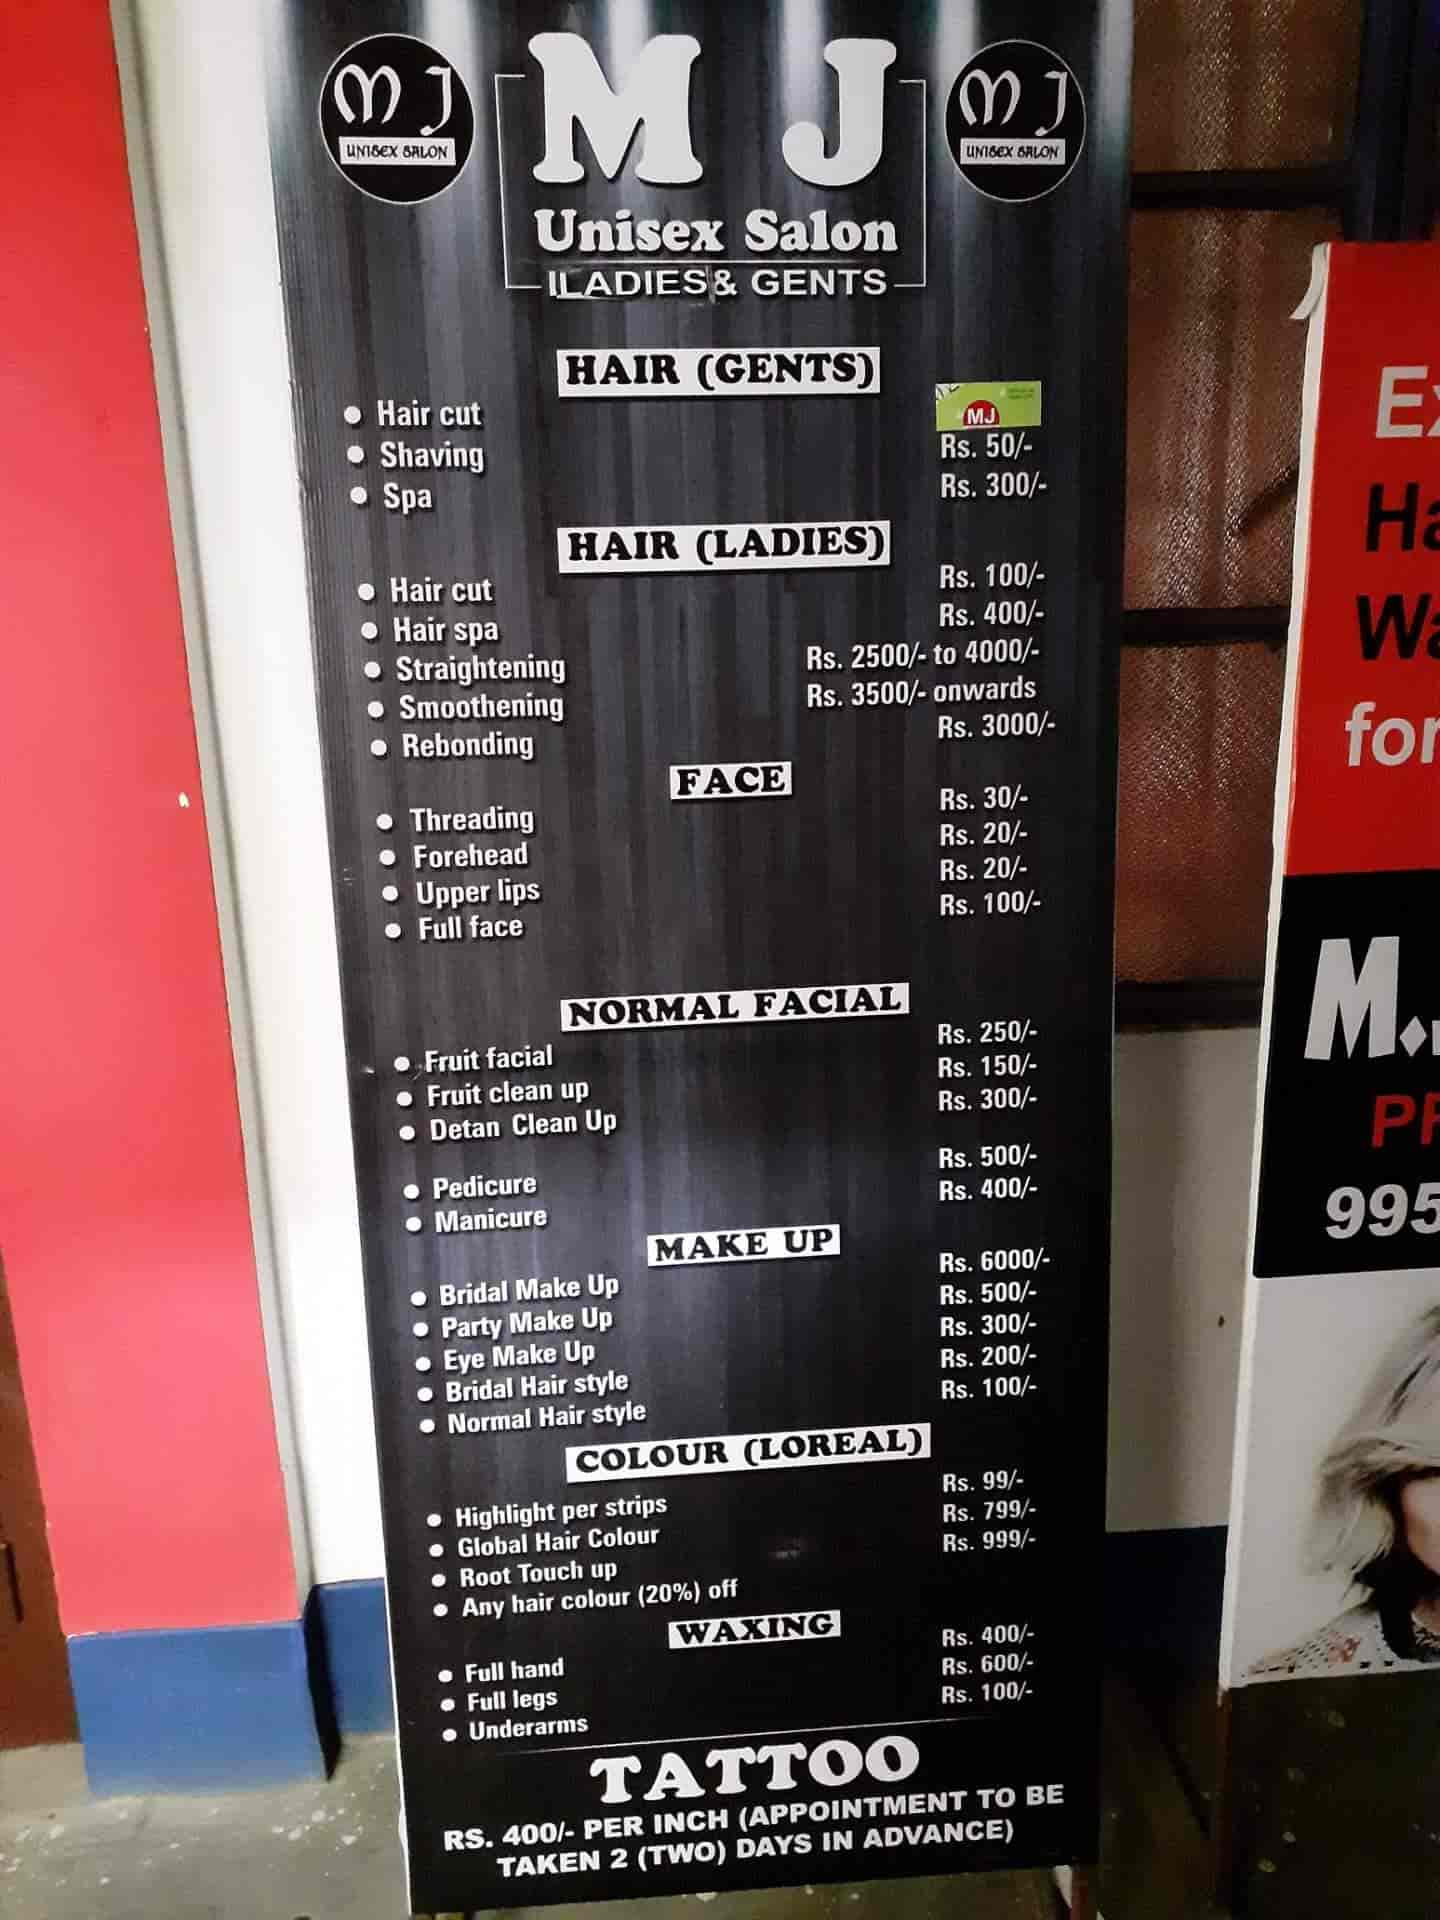 MJ
UNISEX SALON
M J
MJ
UNISEX SALON
Unisex Salon
LADIES & GENTS
HAIR (GENTS)
Hair cut
MJ
Shaving Rs. 50/-
Spa Rs. 300/-
HAIR (LADIES)
Hair cut Rs. 100/-
Hair spa Rs. 400/-
Straightening Rs. 2500/- to 4000/-
Smoothening Rs. 3500/- onwards
Rebonding Rs. 3000/-
FACE
Threading Rs. 30/-
Forehead Rs. 20/-
Upper lips Rs. 20/-
Full face Rs. 100/-
NORMAL FACIAL
Fruit facial Rs. 250/-
Fruit clean up Rs. 150/-
Detan Clean Up Rs. 300/-
Pedicure Rs. 500/-
Manicure Rs. 400/-
MAKE UP
Bridal Make Up Rs. 6000/-
Party Make Up Rs. 500/-
Eye Make Up Rs. 300/-
Bridal Hair style Rs. 200/-
Normal Hair style Rs. 100/-
COLOUR (LOREAL)
Highlight per strips Rs. 99/-
Global Hair Colour Rs. 799/-
Root Touch up Rs. 999/-
Any hair colour (20%) off
WAXING
Full hand Rs. 400/-
Full legs Rs. 600/-
Underarms Rs. 100/-
TATTOO
RS. 400/- PER INCH (APPOINTMENT TO BE
TAKEN 2 (TWO) DAYS IN ADVANCE)
for
995